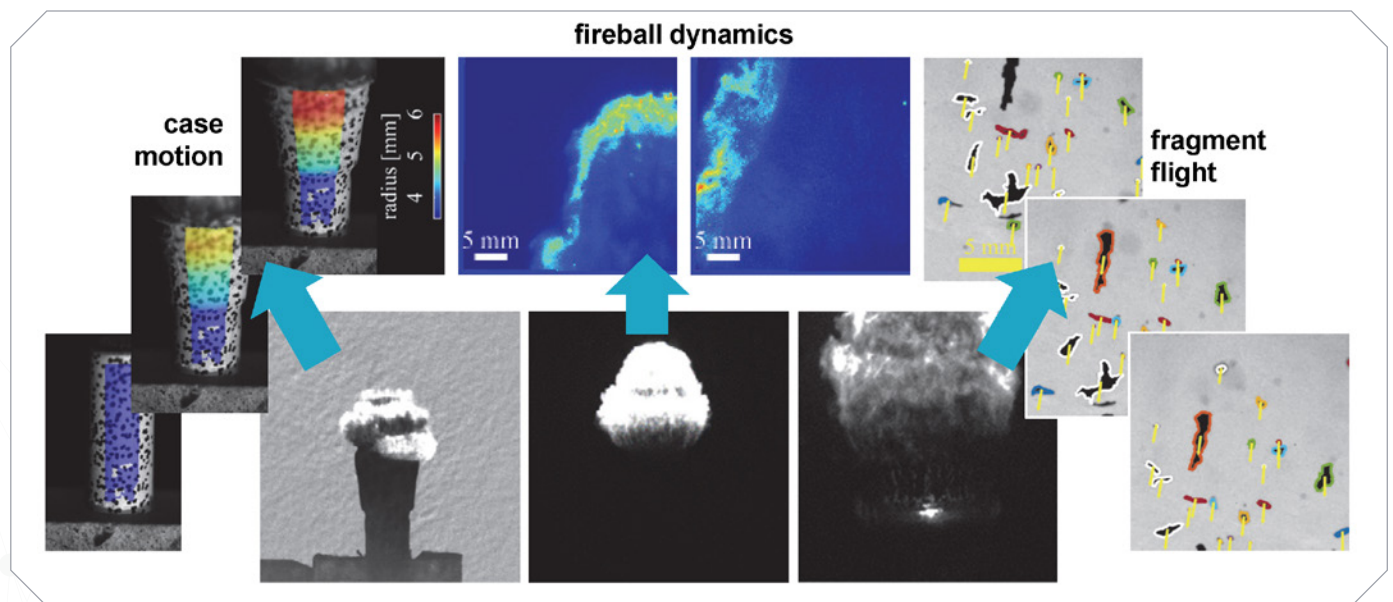 fireball dynamics
case
motion
radius [mm]
4 5 6
5 mm
5 mm
5 mm
fragment
flight